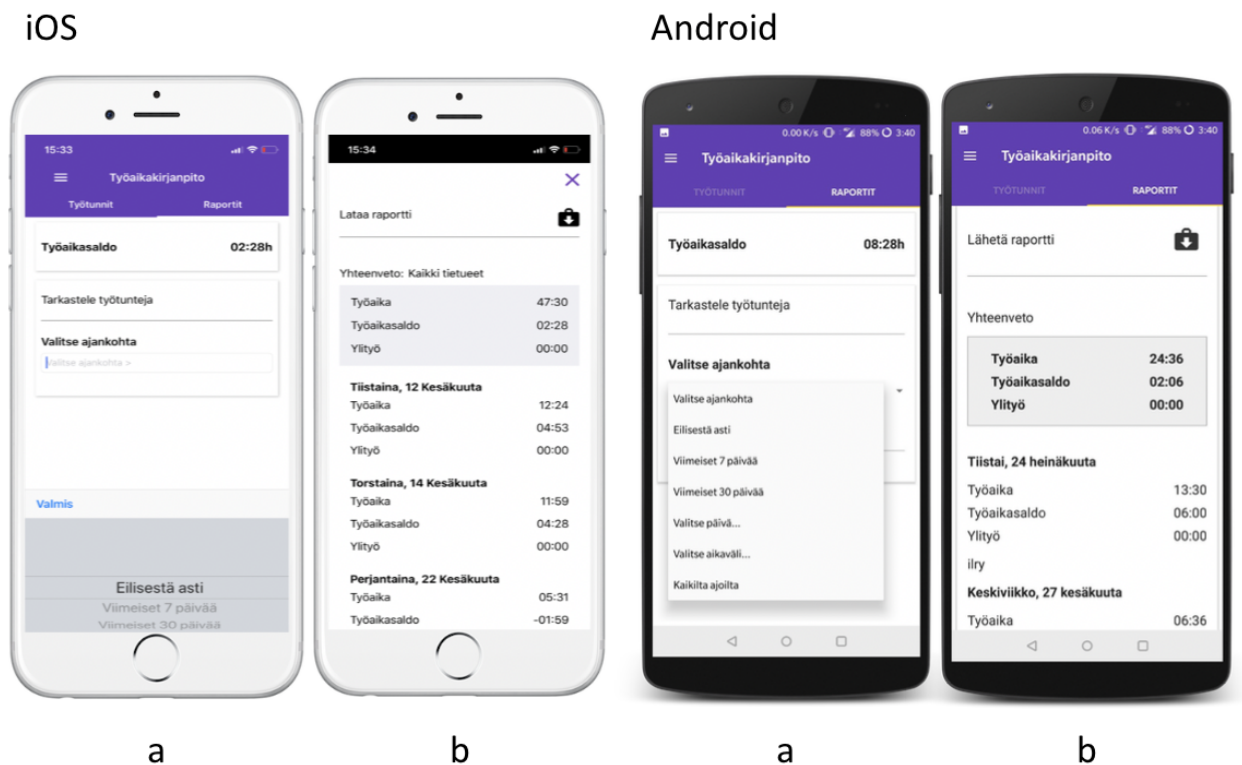 iOS
Android
15:33
Työaikakirjanpito
Työtunnit Raportit
Työaikasaldo 02:28h
Tarkastele työtunteja
Valitse ajankohta
Valitse ajankohta >
Valmis
Eilisestä asti
Viimeiset 7 päivää
Viimeiset 30 päivää
a
15:34
×
Lataa raportti
Yhteenveto: Kaikki tietueet
Työaika 47:30
Työaikasaldo 02:28
Ylityö 00:00
Tiistaina, 12 Kesäkuuta
Työaika 12:24
Työaikasaldo 04:53
Ylityö 00:00
Torstaina, 14 Kesäkuuta
Työaika 11:59
Työaikasaldo 04:28
Ylityö 00:00
Perjantaina, 22 Kesäkuuta
Työaika 05:31
Työaikasaldo -01:59
b
0.00 K/s 88% 3:40
Työaikakirjanpito
TYÖTUNNIT RAPORTIT
Työaikasaldo 08:28h
Tarkastele työtunteja
Valitse ajankohta
Valitse ajankohta
Eilisestä asti
Viimeiset 7 päivää
Viimeiset 30 päivää
Valitse päivä...
Valitse aikaväli...
Kaikilta ajoilta
a
0.06 K/s 88% 3:40
Työaikakirjanpito
TYÖTUNNIT RAPORTIT
Lähetä raportti
Yhteenveto
Työaika 24:36
Työaikasaldo 02:06
Ylityö 00:00
Tiistai, 24 heinäkuuta
Työaika 13:30
Työaikasaldo 06:00
Ylityö 00:00
ilry
Keskiviikko, 27 kesäkuuta
Työaika 06:36
b